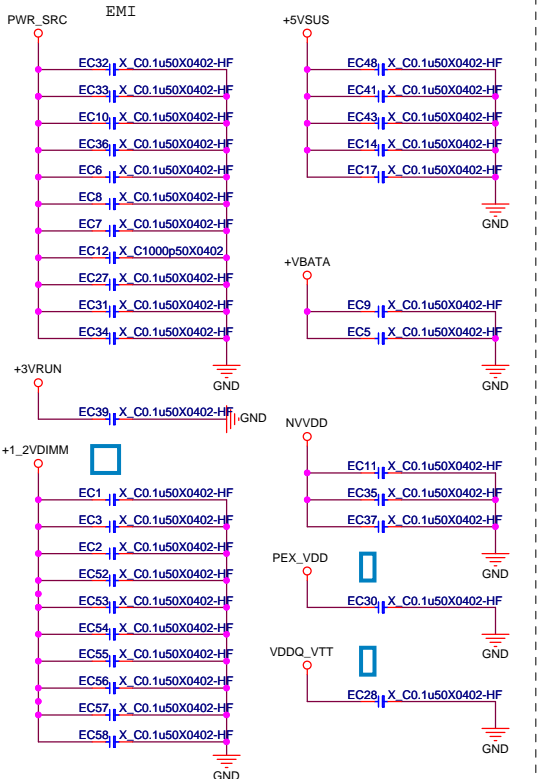 EMI
PWR_SRC
EC32 X_C0.1u50X0402-HF
EC33 X_C0.1u50X0402-HF
EC10 X_C0.1u50X0402-HF
EC36 X_C0.1u50X0402-HF
EC6 X_C0.1u50X0402-HF
EC8 X_C0.1u50X0402-HF
EC7 X_C0.1u50X0402-HF
EC12 X_C1000p50X0402
EC27 X_C0.1u50X0402-HF
EC31 X_C0.1u50X0402-HF
EC34 X_C0.1u50X0402-HF
GND
+3VRUN
EC39 X_C0.1u50X0402-HF GND
+1_2VDIMM
EC1 X_C0.1u50X0402-HF
EC3 X_C0.1u50X0402-HF
EC2 X_C0.1u50X0402-HF
EC52 X_C0.1u50X0402-HF
EC53 X_C0.1u50X0402-HF
EC54 X_C0.1u50X0402-HF
EC55 X_C0.1u50X0402-HF
EC56 X_C0.1u50X0402-HF
EC57 X_C0.1u50X0402-HF
EC58 X_C0.1u50X0402-HF
GND
+5VSUS
EC48 X_C0.1u50X0402-HF
EC41 X_C0.1u50X0402-HF
EC43 X_C0.1u50X0402-HF
EC14 X_C0.1u50X0402-HF
EC17 X_C0.1u50X0402-HF
GND
+VBATA
EC9 X_C0.1u50X0402-HF
EC5 X_C0.1u50X0402-HF
GND
NVVDD
EC11 X_C0.1u50X0402-HF
EC35 X_C0.1u50X0402-HF
EC37 X_C0.1u50X0402-HF
GND
PEX_VDD
EC30 X_C0.1u50X0402-HF
GND
VDDQ_VTT
EC28 X_C0.1u50X0402-HF
GND